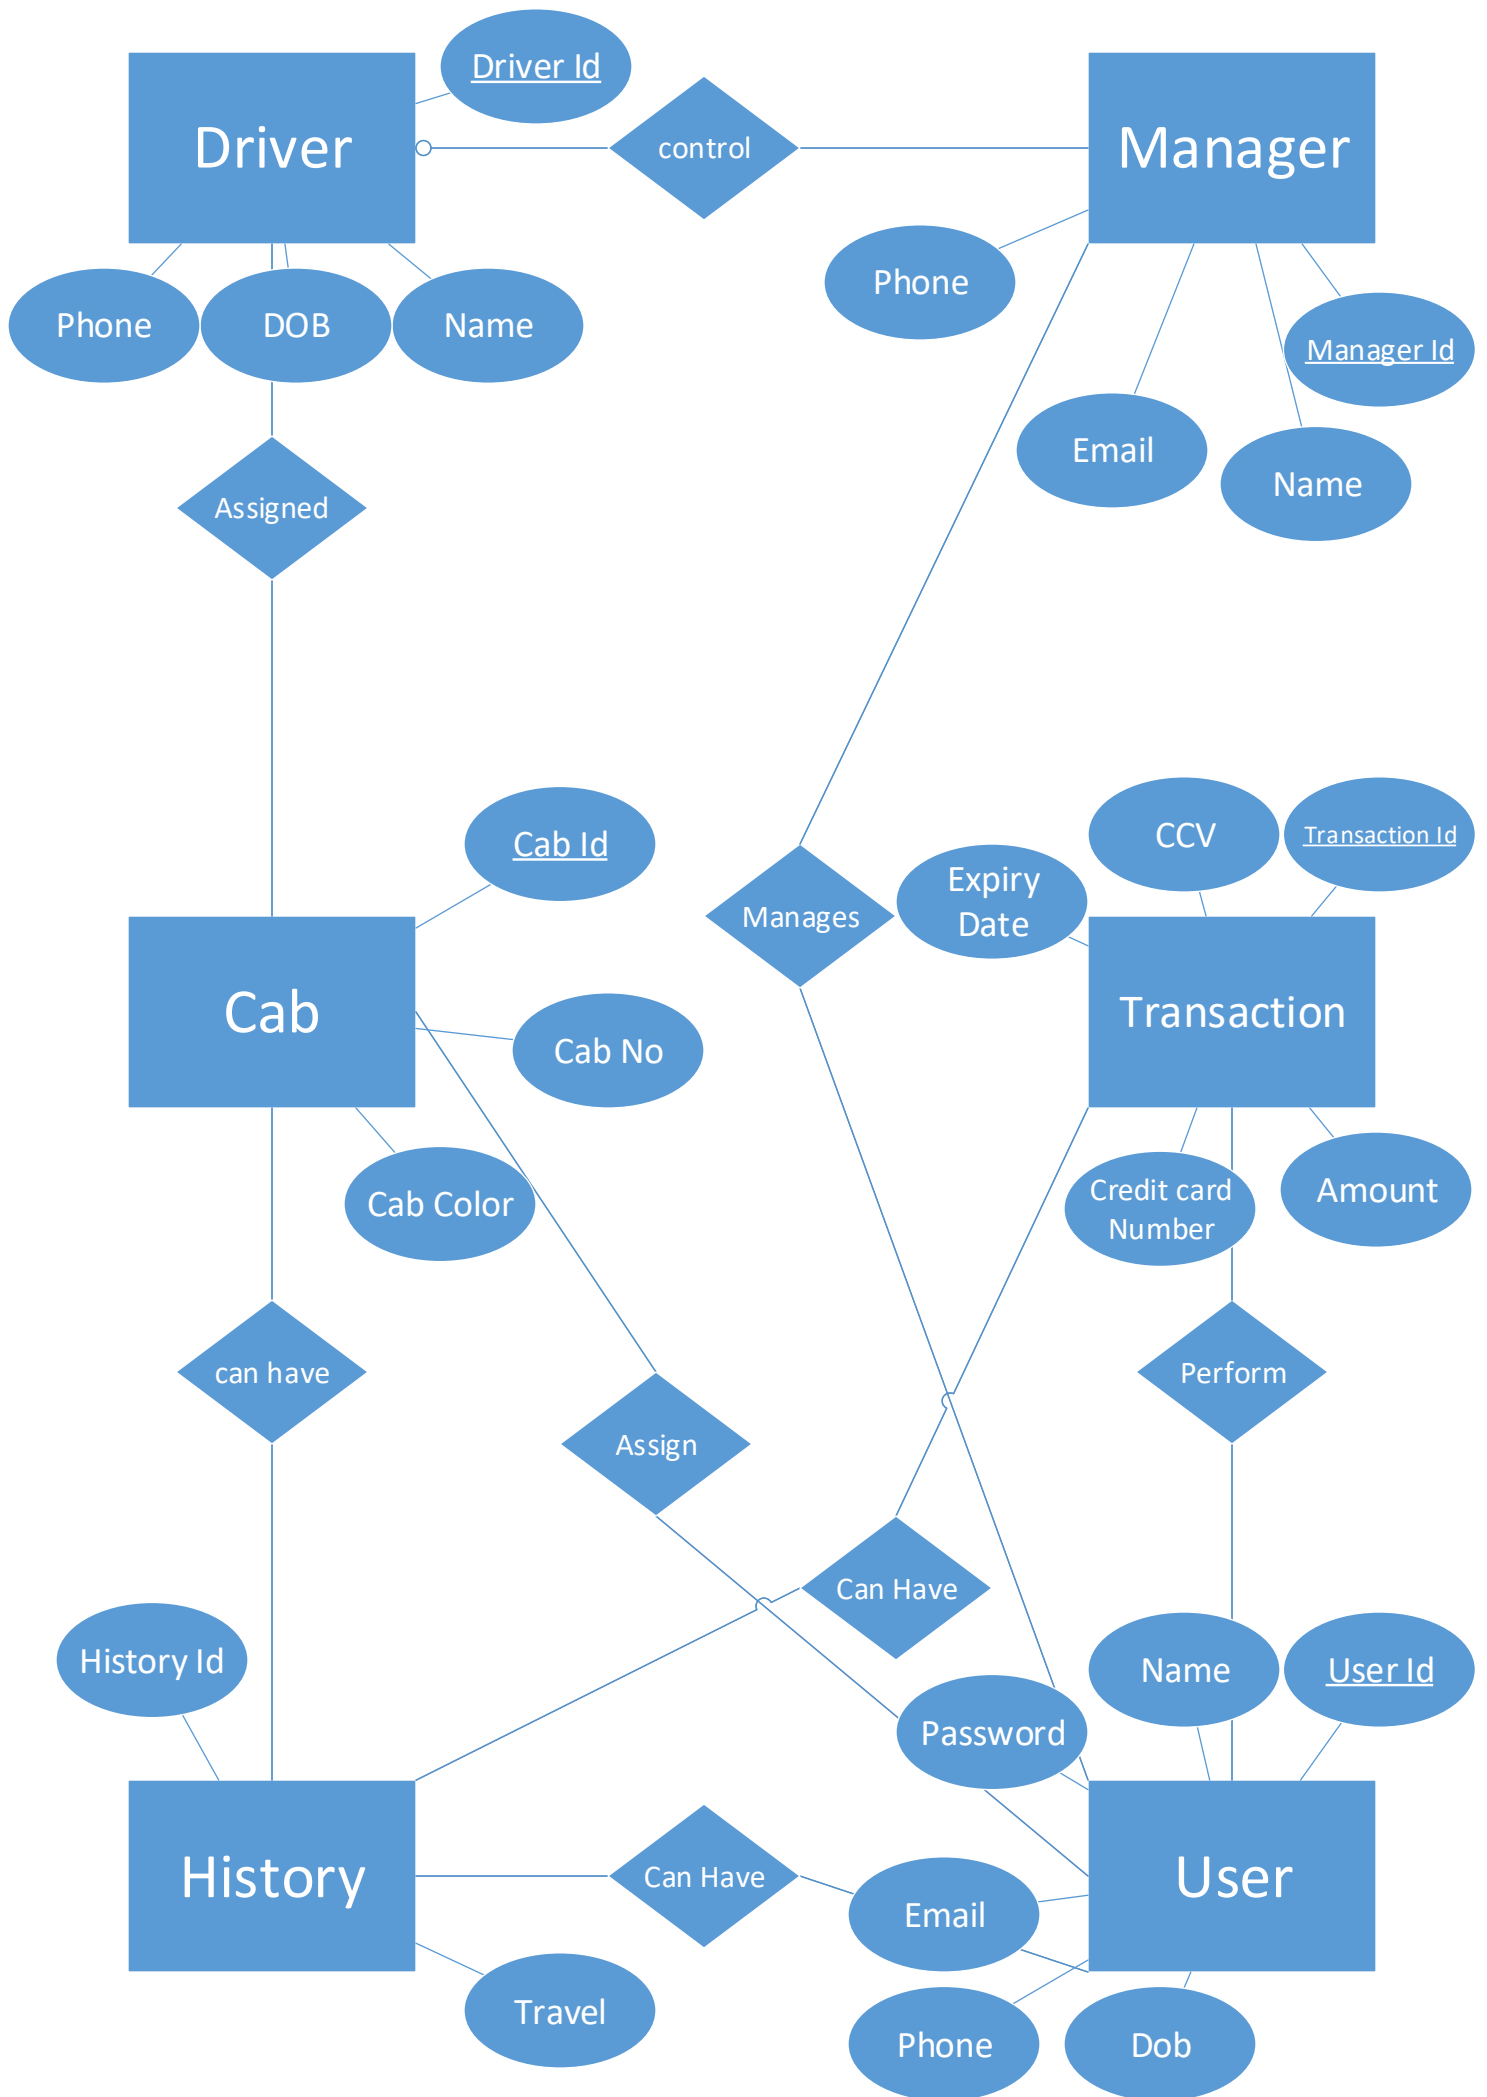 Driver Id
Driver
control
Manager
Phone
DOB
Name
Phone
Manager Id
Email
Name
Assigned
Cab Id
CCV
Transaction Id
Expiry
Date
Manages
Cab
Transaction
Cab No
Cab Color
Credit card
Number
Amount
can have
Perform
Assign
Can Have
History Id
Name
User Id
Password
History
Can Have
User
Email
Travel
Phone
Dob